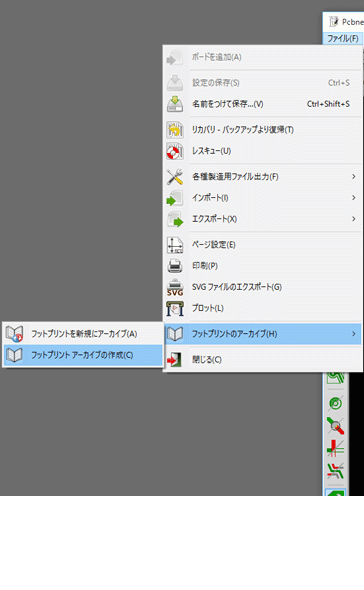 Pcbne
ファイル(F)
ボードを追加(A)
設定の保存(S) Ctrl+S
名前をつけて保存...(V) Ctrl+Shift+S
リカバリ - バックアップより復帰(T)
レスキュー(U)
各種製造用ファイル出力(F)
インポート(I)
エクスポート(X)
ページ設定(E)
印刷(P)
SVG ファイルのエクスポート(G)
SVG
プロット(L)
フットプリントのアーカイブ(H)
フットプリントを新規にアーカイブ(A)
フットプリント アーカイブの作成(C)
閉じる(C)